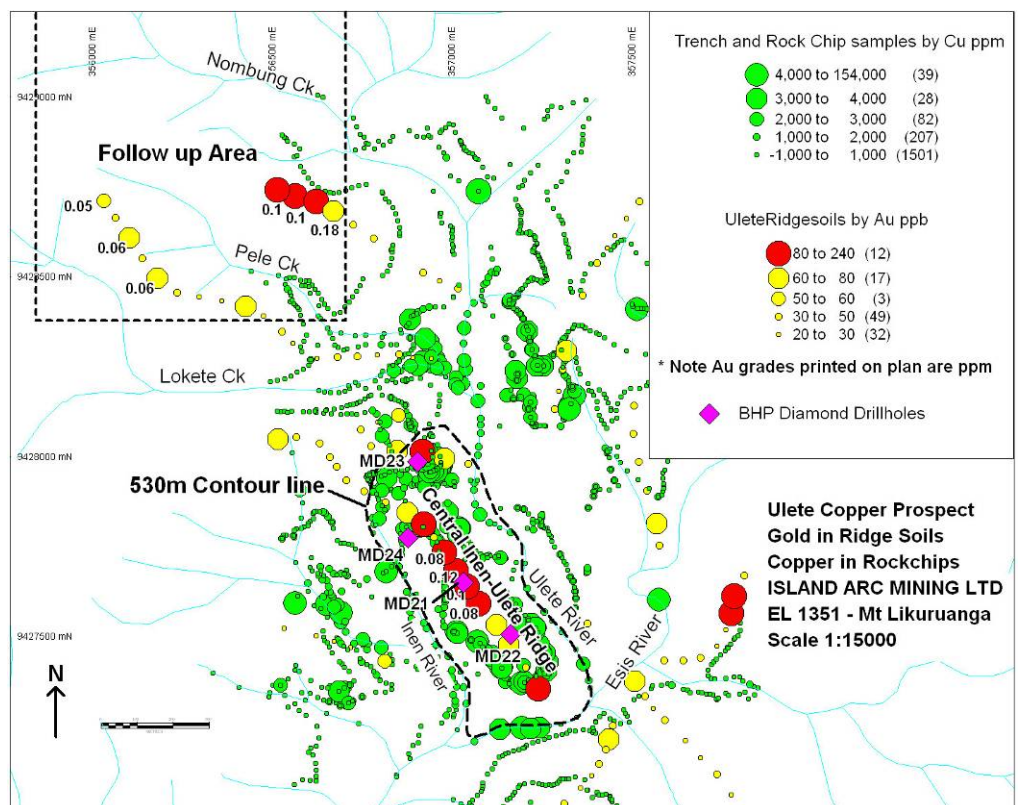 356000 mE
356500 mE
357000 mE
357500 mE
9429000 mN
9428500 mN
9428000 mN
9427500 mN
Nombung Ck
Follow up Area
0.05
0.06
0.06
0.1
0.1
0.18
Pele Ck
Lokete Ck
530m Contour line
MD23
MD24
MD21
MD22
Central Inen-Ulete Ridge
0.08
0.12
0.1
0.08
Inen River
Ulete River
Esis River
N
Trench and Rock Chip samples by Cu ppm
4,000 to 154,000 (39)
3,000 to 4,000 (28)
2,000 to 3,000 (82)
1,000 to 2,000 (207)
-1,000 to 1,000 (1501)
UleteRidgesoils by Au ppb
80 to 240 (12)
60 to 80 (17)
50 to 60 (3)
30 to 50 (49)
20 to 30 (32)
* Note Au grades printed on plan are ppm
BHP Diamond Drillholes
Ulete Copper Prospect
Gold in Ridge Soils
Copper in Rockchips
ISLAND ARC MINING LTD
EL 1351 - Mt Likuruanga
Scale 1:15000